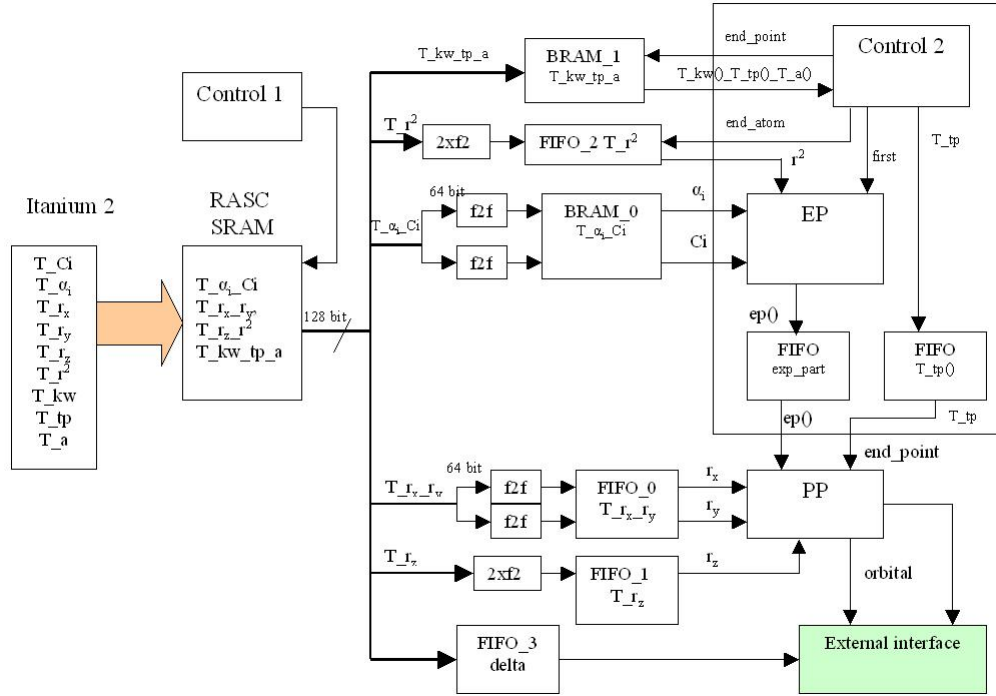 end_point
Control 2
T_kw_tp_a
BRAM_1
T_kw_tp_a
T_kw()_T_tp()_T_a()
Control 1
T_r²
2xf2
FIFO_2 T_r²
end_atom
r²
first
T_tp
Itanium 2
RASC
SRAM
64 bit
T_αi_Ci
f2f
f2f
BRAM_0
T_αi_Ci
αi
Ci
EP
T_Ci
T_αi
T_rx
T_ry
T_rz
T_r²
T_kw
T_tp
T_a
T_αi_Ci
T_rx_ry,
T_rz_r²
T_kw_tp_a
128 bit
ep()
FIFO
exp_part
FIFO
T_tp()
ep()
T_tp
end_point
64 bit
T_rx_ry
f2f
f2f
FIFO_0
T_rx_ry
rx
ry
PP
T_rz
2xf2
FIFO_1
T_rz
rz
orbital
FIFO_3
delta
External interface